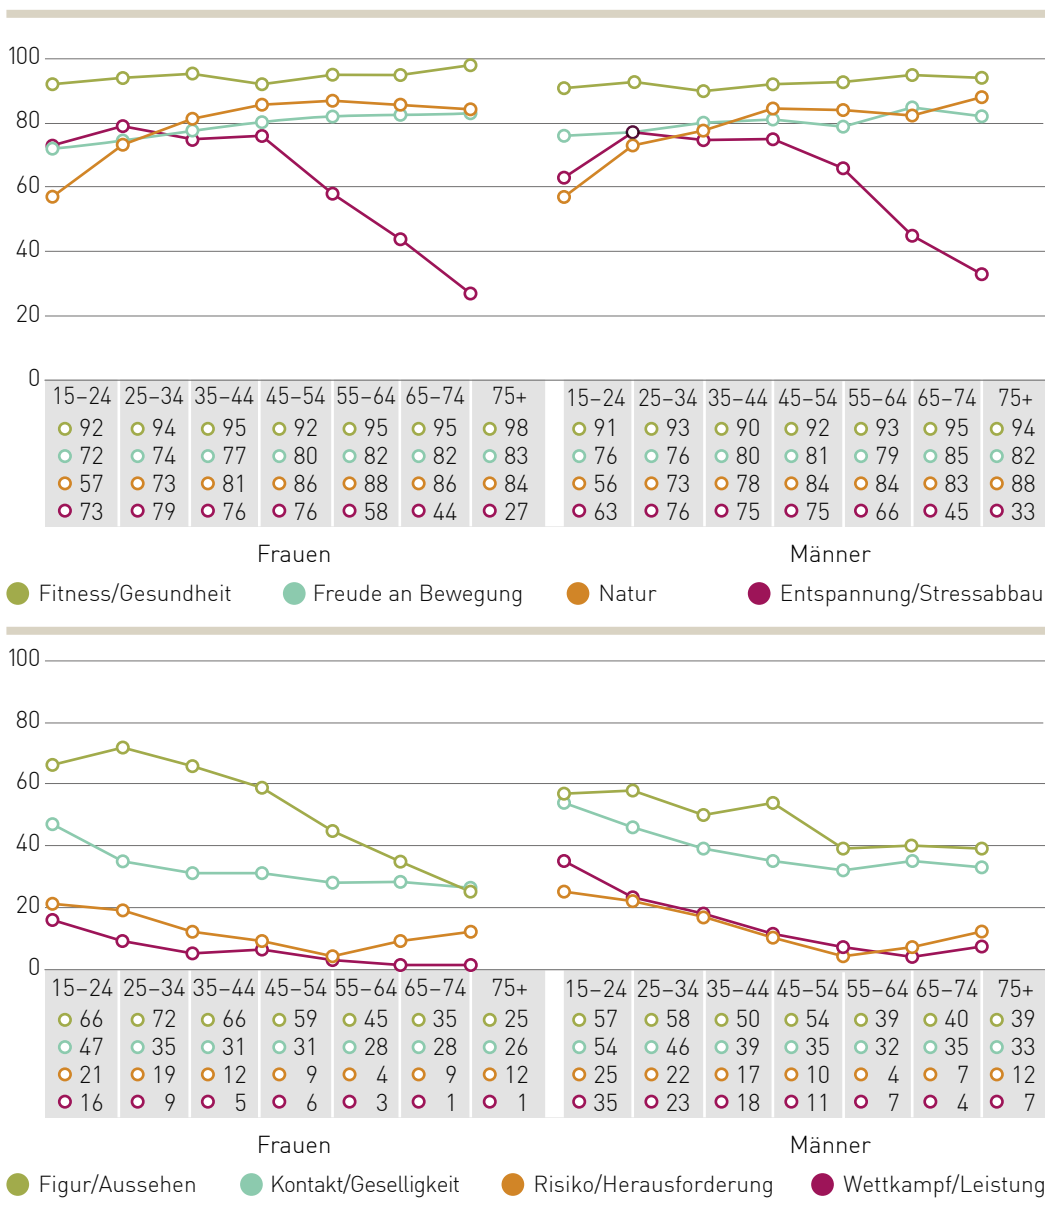 100
80
60
40
20
0
15–24 25–34 35–44 45–54 55–64 65–74 75+ 15–24 25–34 35–44 45–54 55–64 65–74 75+
92 94 95 92 95 95 98 91 93 90 92 93 95 94
72 74 77 80 82 82 83 76 76 80 81 79 85 82
57 73 81 86 88 86 84 56 73 78 84 84 83 88
73 79 76 76 58 44 27 63 76 75 75 66 45 33
Frauen Männer
Fitness/Gesundheit Freude an Bewegung Natur Entspannung/Stressabbau
100
80
60
40
20
0
15–24 25–34 35–44 45–54 55–64 65–74 75+ 15–24 25–34 35–44 45–54 55–64 65–74 75+
66 72 66 59 45 35 25 57 58 50 54 39 40 39
47 35 31 31 28 28 26 54 46 39 35 32 35 33
21 19 12 9 4 9 12 25 22 17 10 4 7 12
16 9 5 6 3 1 1 35 23 18 11 7 4 7
Frauen Männer
Figur/Aussehen Kontakt/Geselligkeit Risiko/Herausforderung Wettkampf/Leistung